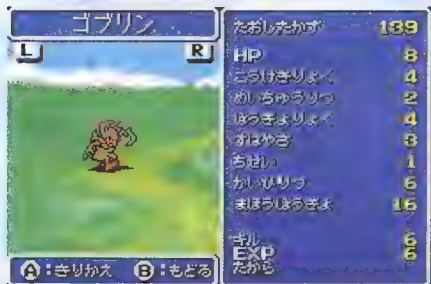 ゴブリン
L R
Ⓐ:きりかえ Ⓑ:もどる
たおしたかず 139
HP 8
こうげきりょく 4
めいちゅうりつ 2
ぼうぎょりょく 4
すばやさ 3
ちせい 1
かいひりつ 6
まほうぼうぎょ 16
ギル 6
EXP 6
たから